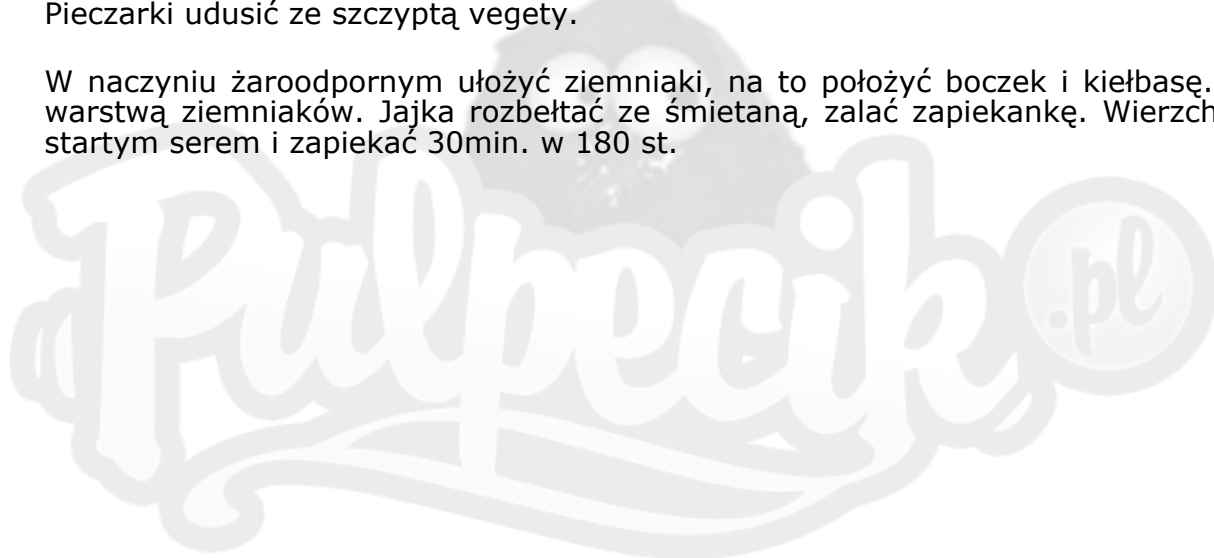 Pieczarki udusić ze szczyptą vegety.
W naczyniu żaroodpornym ułożyć ziemniaki, na to położyć boczek i kiełbasę.
warstwą ziemniaków. Jajka rozbełtać ze śmietaną, zalać zapiekankę. Wierzch
startym serem i zapiekać 30min. w 180 st.
Pulpecik.pl